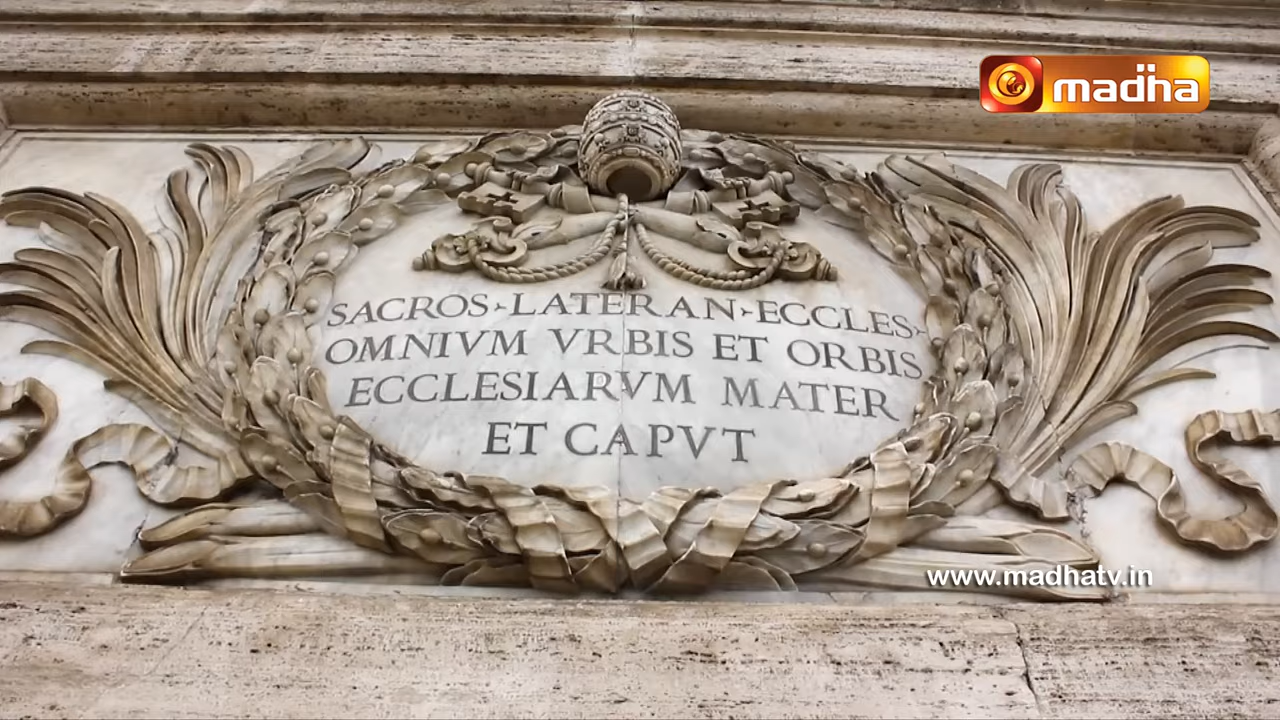 madha
SACROS·LATERAN·ECCLES·
OMNIVM VRBIS ET ORBIS
ECCLESIARVM MATER
ET CAPVT
www.madhatv.in